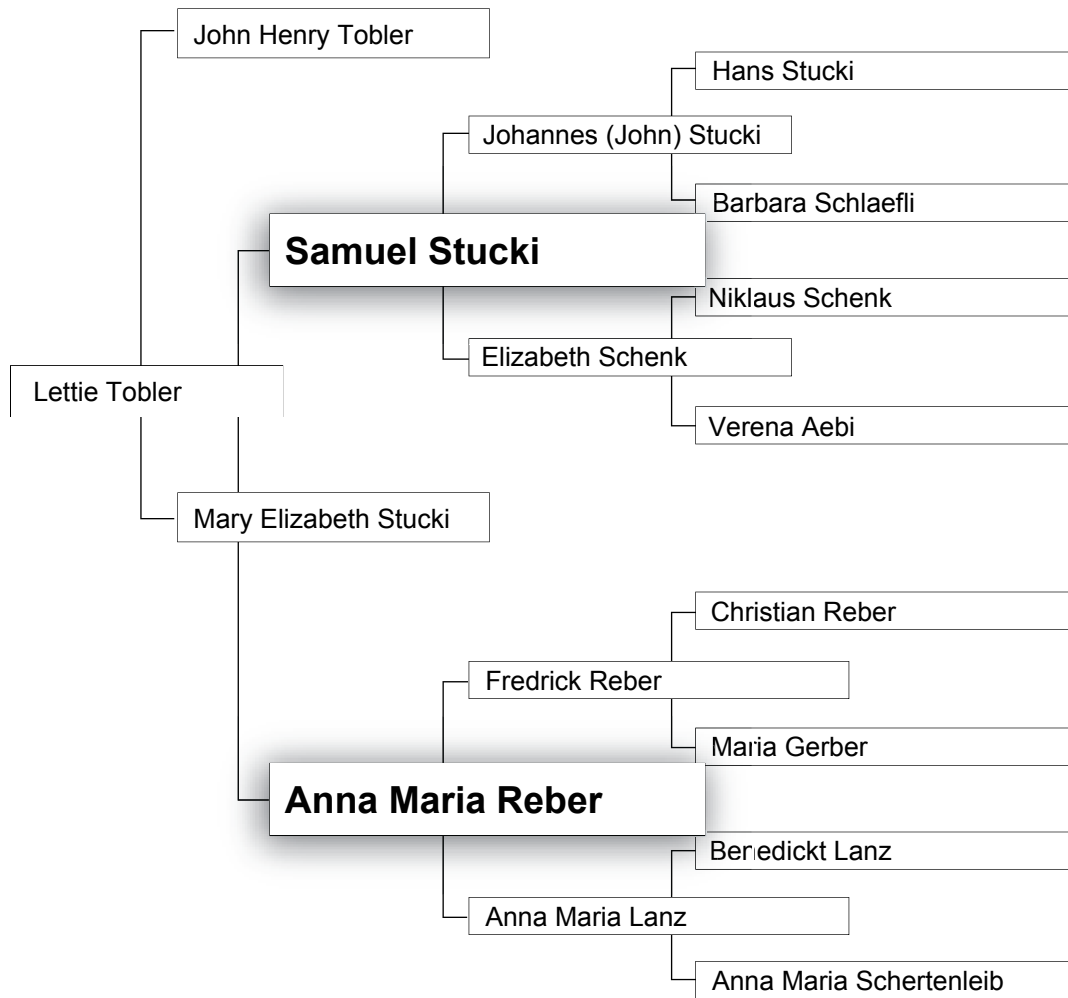 John Henry Tobler
Hans Stucki
Johannes (John) Stucki
Barbara Schlaefli
Samuel Stucki
Niklaus Schenk
Elizabeth Schenk
Lettie Tobler
Verena Aebi
Mary Elizabeth Stucki
Christian Reber
Fredrick Reber
Maria Gerber
Anna Maria Reber
Benedickt Lanz
Anna Maria Lanz
Anna Maria Schertenleib